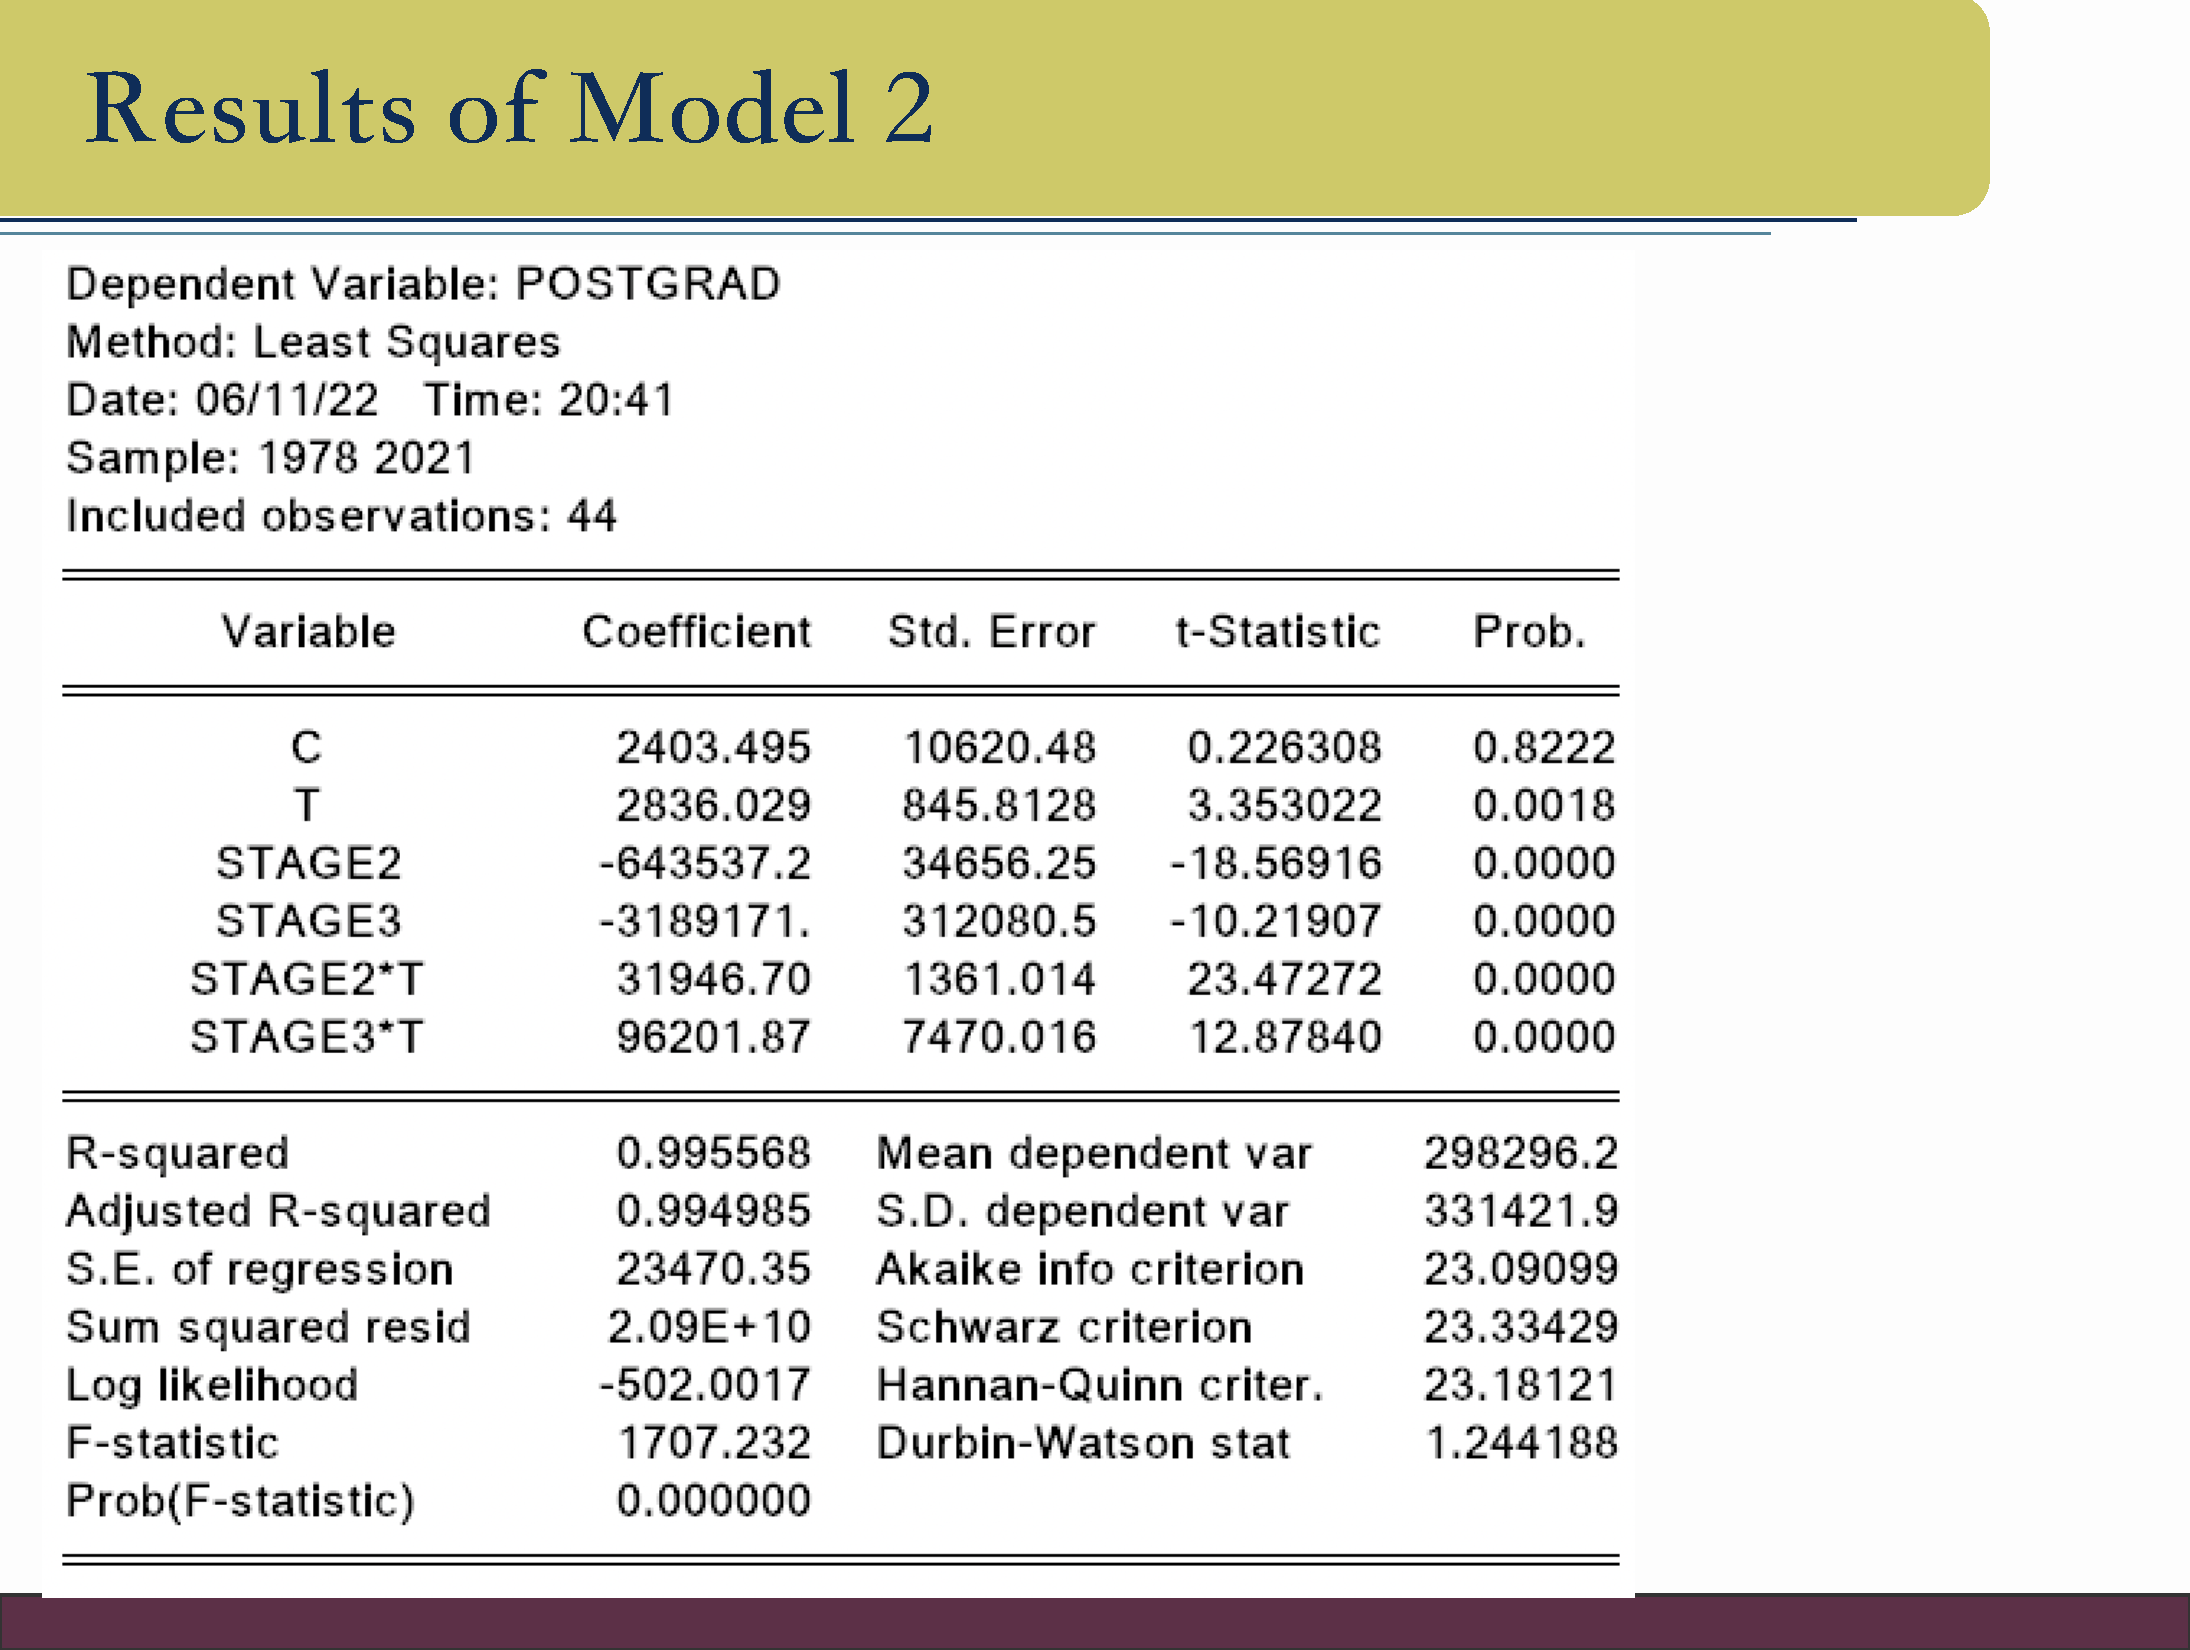 Results of Model 2
Dependent Variable: POSTGRAD
Method: Least Squares
Date: 06/11/22 Time: 20:41
Sample: 1978 2021
Included observations: 44
Variable Coefficient Std. Error t-Statistic Prob.
C 2403.495 10620.48 0.226308 0.8222
T 2836.029 845.8128 3.353022 0.0018
STAGE2 -643537.2 34656.25 -18.56916 0.0000
STAGE3 -3189171. 312080.5 -10.21907 0.0000
STAGE2*T 31946.70 1361.014 23.47272 0.0000
STAGE3*T 96201.87 7470.016 12.87840 0.0000
R-squared 0.995568 Mean dependent var 298296.2
Adjusted R-squared 0.994985 S.D. dependent var 331421.9
S.E. of regression 23470.35 Akaike info criterion 23.09099
Sum squared resid 2.09E+10 Schwarz criterion 23.33429
Log likelihood -502.0017 Hannan-Quinn criter. 23.18121
F-statistic 1707.232 Durbin-Watson stat 1.244188
Prob(F-statistic) 0.000000